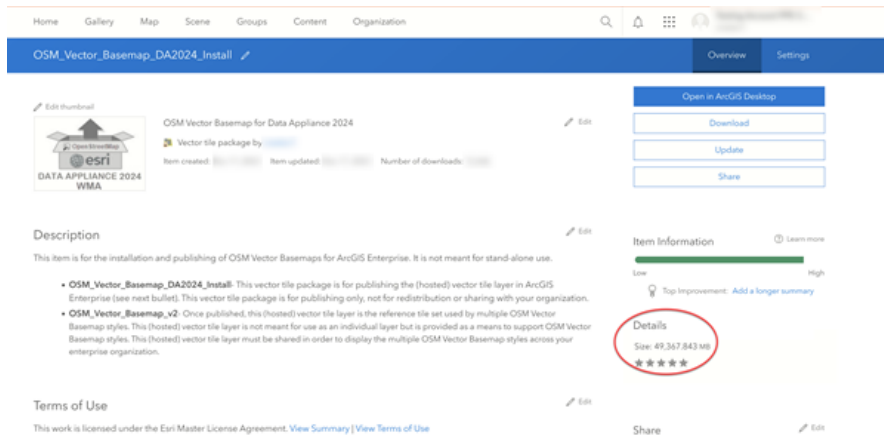 Home Gallery Map Scene Groups Content Organization
OSM_Vector_Basemap_DA2024_Install Overview Settings
Edit thumbnail
OpenStreetMap
esri
DATA APPLIANCE 2024
WMA
OSM Vector Basemap for Data Appliance 2024 Edit
Vector tile package by
Item created: Item updated: Number of downloads:
Open in ArcGIS Desktop
Download
Update
Share
Description Edit
This item is for the installation and publishing of OSM Vector Basemaps for ArcGIS Enterprise. It is not meant for stand-alone use.
• OSM_Vector_Basemap_DA2024_Install- This vector tile package is for publishing the (hosted) vector tile layer in ArcGIS
Enterprise (see next bullet). This vector tile package is for publishing only, not for redistribution or sharing with your organization.
• OSM_Vector_Basemap_v2- Once published, this (hosted) vector tile layer is the reference tile set used by multiple OSM Vector
Basemap styles. This (hosted) vector tile layer is not meant for use as an individual layer but is provided as a means to support OSM Vector
Basemap styles. This (hosted) vector tile layer must be shared in order to display the multiple OSM Vector Basemap styles across your
enterprise organization.
Item Information Learn more
Low High
Top Improvement: Add a longer summary
Details
Size: 49,367.843 MB
Terms of Use Edit
This work is licensed under the Esri Master License Agreement. View Summary | View Terms of Use
Share Edit